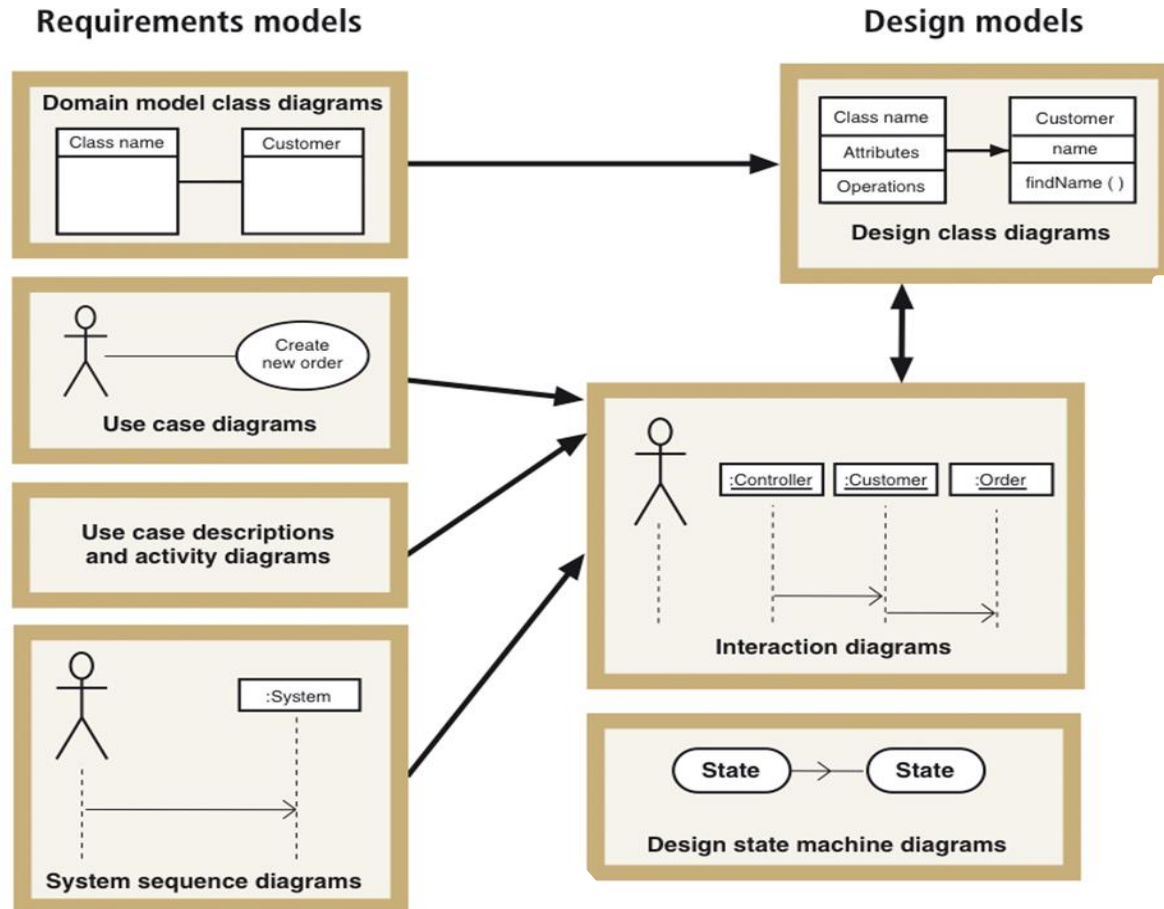 Requirements models
Design models
Domain model class diagrams
Class name
Customer
Class name
Attributes
Operations
Customer
name
findName ( )
Design class diagrams
Create
new order
Use case diagrams
Use case descriptions
and activity diagrams
:System
System sequence diagrams
:Controller
:Customer
:Order
Interaction diagrams
State
State
Design state machine diagrams